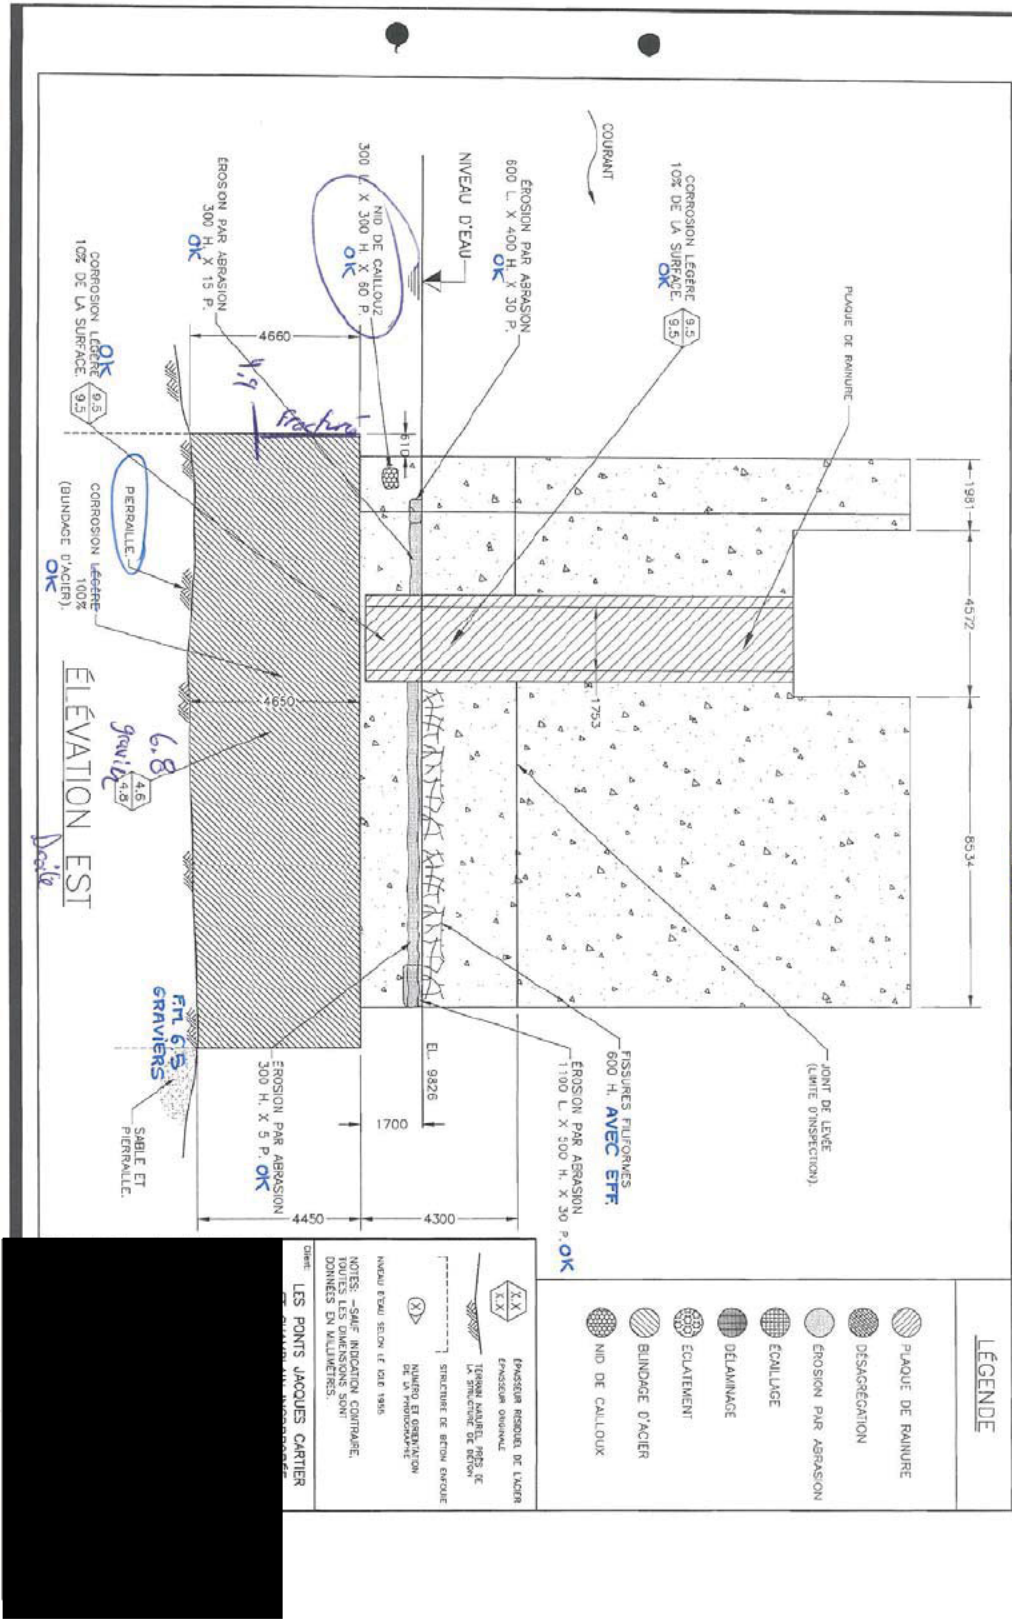 COURANT
PLAQUE DE RAINURE
CORROSION LÉGÈRE
10% DE LA SURFACE.
OK
9.5
9.5
ÉROSION PAR ABRASION
600 L. X 400 H. X 30 P.
OK
NIVEAU D'EAU
NID DE CAILLOUZ
300 L. X 300 H. X 60 P.
OK
ÉROSION PAR ABRASION
300 H. X 15 P.
OK
CORROSION LÉGÈRE
10% DE LA SURFACE.
OK
9.5
9.5
PIERRAILLE.
CORROSION LÉGÈRE
100%
(BLINDAGE D'ACIER).
OK
1981
4572
8534
1753
610
4660
4650
4,9
fracturé
JOINT DE LEVÉE
(LIMITE D'INSPECTION).
FISSURES FILIFORMES
600 H. AVEC EFF.
ÉROSION PAR ABRASION
1100 L. X 500 H. X 30 P. OK
EL. 9826
1700
4300
4450
ÉROSION PAR ABRASION
300 H. X 5 P. OK
SABLE ET
PIERRAILLE.
6.5
GRAVIERS
6.8
gravier
4.6
4.8
ÉLÉVATION EST
Droite
LÉGENDE
PLAQUE DE RAINURE
DÉSAGRÉGATION
ÉROSION PAR ABRASION
ÉCAILLAGE
DÉLAMINAGE
ÉCLATEMENT
BLINDAGE D'ACIER
NID DE CAILLOUX
X.X
X.X
ÉPAISSEUR RÉSIDUEL DE L'ACIER
ÉPAISSEUR ORIGINALE
TERRAIN NATUREL PRÈS DE
LA STRUCTURE DE BÉTON
STRUCTURE DE BÉTON ENFOUIE
X
NUMÉRO ET ORIENTATION
DE LA PHOTOGRAPHIE
NIVEAU D'EAU SELON LE
NOTES: -SAUF INDICATION CONTRAIRE,
TOUTES LES DIMENSIONS SONT
DONNÉES EN MILLIMÈTRES.
Client:
LES PONTS JACQUES CARTIER